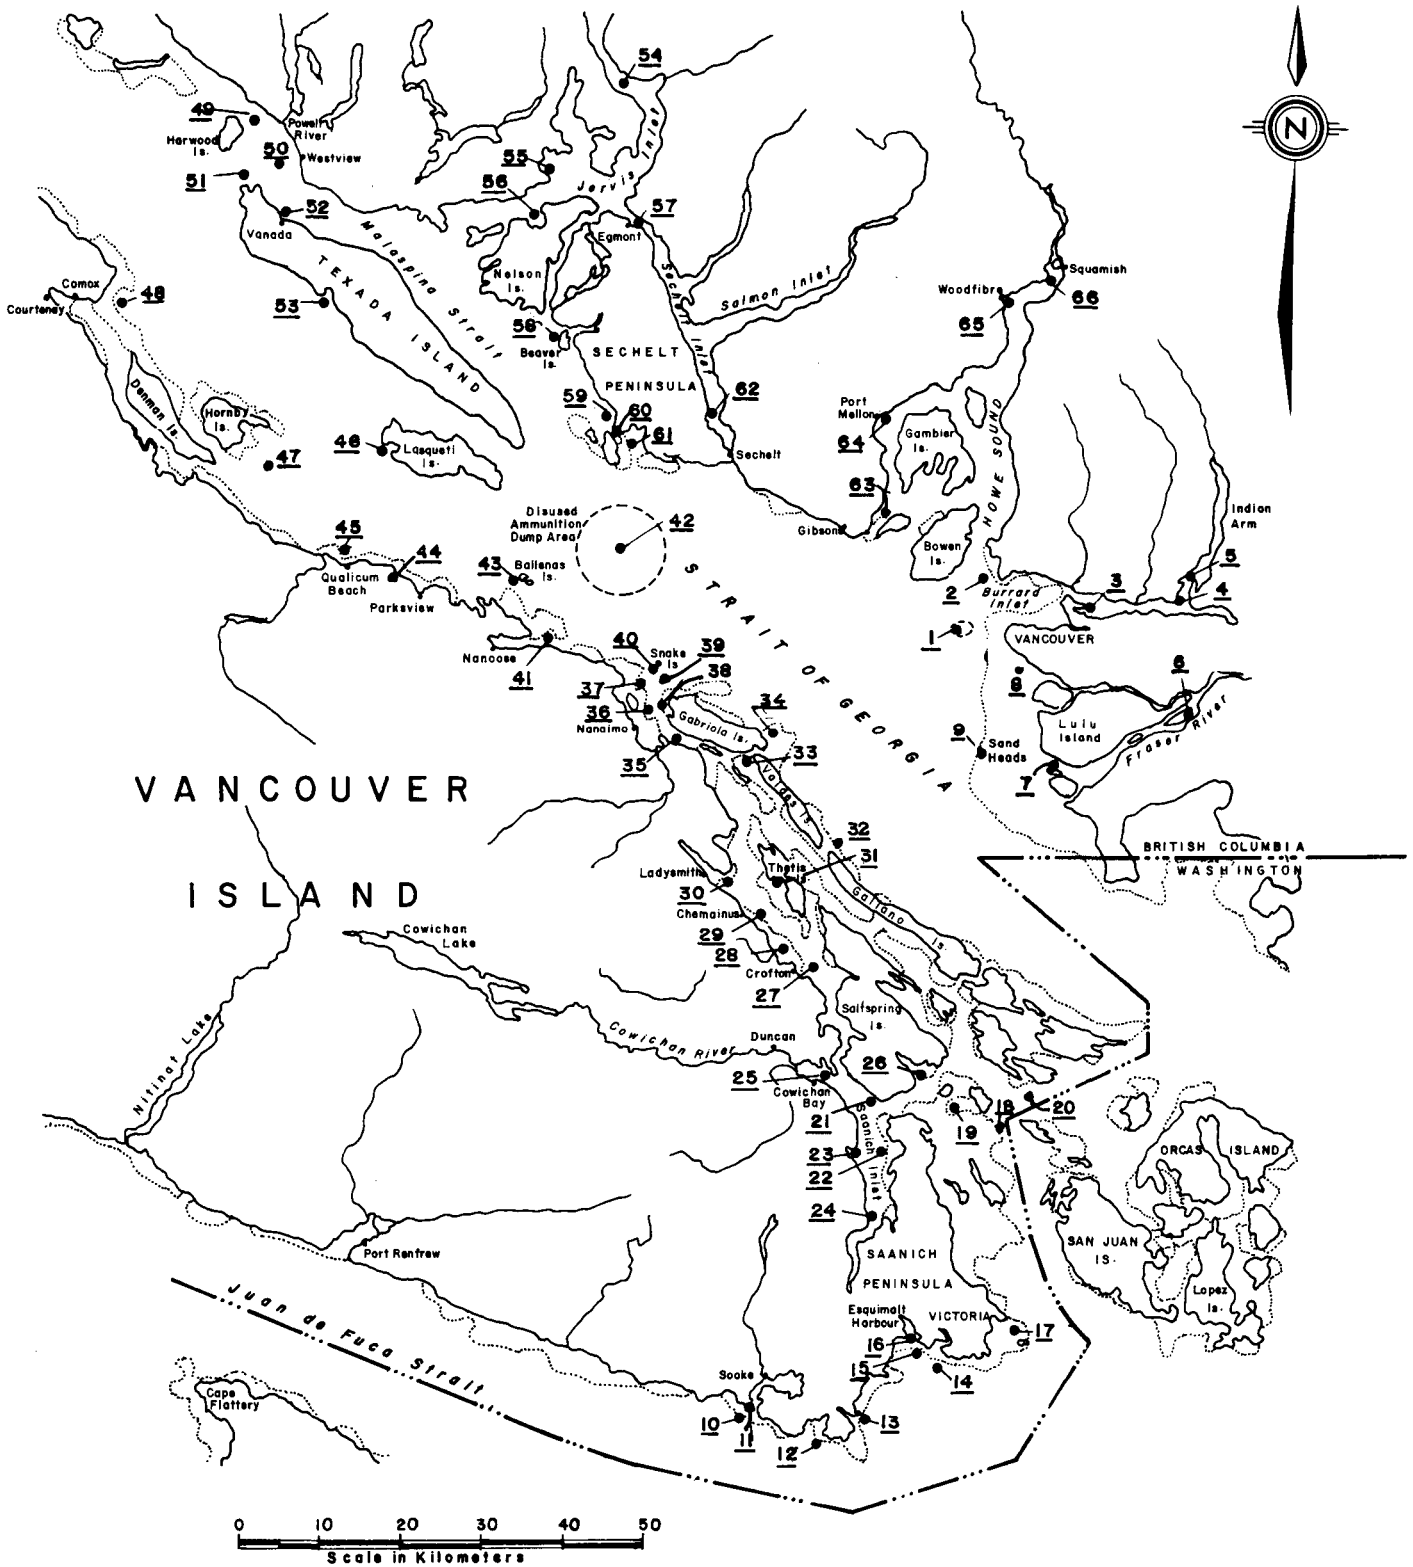 54
49
Powell
River
Harwood
Is.
50
Westview
51
55
56
Jervis Inlet
52
Vanada
57
Egmont
Malaspina Strait
TEXADA ISLAND
Nelson
Is.
Sechelt Inlet
Salmon Inlet
Squamish
Woodfibre
66
65
Comox
Courteney
48
53
58
Beaver
Is.
SECHELT
PENINSULA
Denman Is.
Hornby
Is.
59
60
62
61
Port
Mellon
64
Gambier
Is.
HOWE SOUND
46
Lasqueti
Is.
47
Sechelt
63
Indian
Arm
Disused
Ammunition
Dump Area
42
Gibson
Bowen
Is.
45
44
43
Ballenas
Is.
Qualicum
Beach
Parksview
2
Burrard
Inlet
3
5
4
STRAIT OF GEORGIA
1
VANCOUVER
Nanoose
41
40
Snake
Is
39
38
37
36
Nanaimo
Gabriola Is.
34
35
33
8
6
Lulu
Island
9
Sand
Heads
7
Fraser River
VANCOUVER
ISLAND
Valdes Is.
32
31
BRITISH COLUMBIA
WASHINGTON
Ladysmith
30
Thetis
Chemainus
29
28
Crofton
27
Galiano Is.
Cowichan
Lake
Saltspring
Is.
Nitinat Lake
Cowichan River
Duncan
25
Cowichan
Bay
26
21
19
18
20
Saanich Inlet
23
22
24
ORCAS ISLAND
Port Renfrew
SAANICH
PENINSULA
SAN JUAN
IS.
Lopez
Is.
Juan de Fuca Strait
Esquimalt
Harbour
VICTORIA
16
15
17
14
Cape
Flattery
Sooke
10
11
12
13
0 10 20 30 40 50
Scale in Kilometers
N